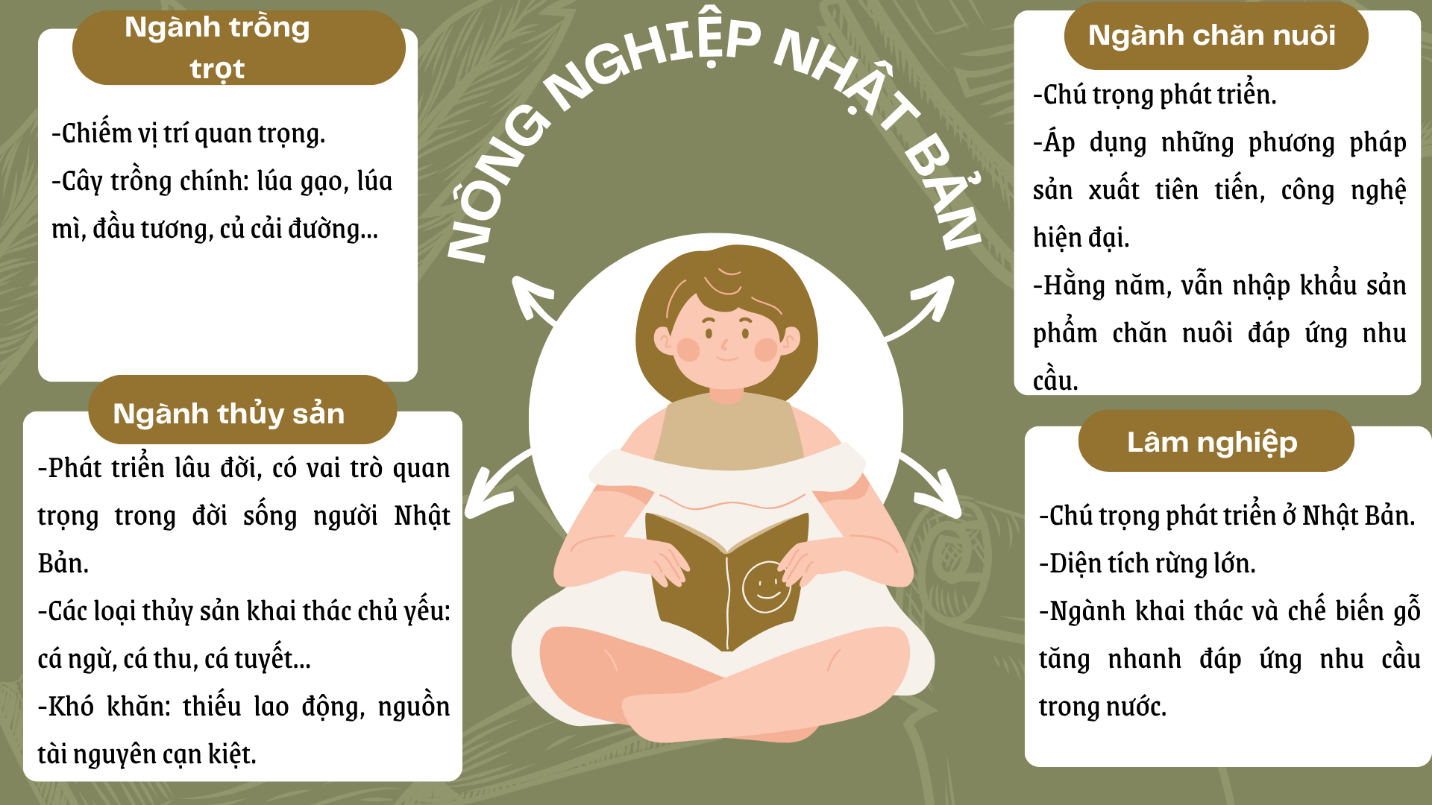 NÔNG NGHIỆP NHẬT BẢN
Ngành trồng
trọt
-Chiếm vị trí quan trọng.
-Cây trồng chính: lúa gạo, lúa
mì, đầu tương, củ cải đường...
Ngành chăn nuôi
-Chú trọng phát triển.
-Áp dụng những phương pháp
sản xuất tiên tiến, công nghệ
hiện đại.
-Hằng năm, vẫn nhập khẩu sản
phẩm chăn nuôi đáp ứng nhu
cầu.
Ngành thủy sản
-Phát triển lâu đời, có vai trò quan
trọng trong đời sống người Nhật
Bản.
-Các loại thủy sản khai thác chủ yếu:
cá ngừ, cá thu, cá tuyết...
-Khó khăn: thiếu lao động, nguồn
tài nguyên cạn kiệt.
Lâm nghiệp
-Chú trọng phát triển ở Nhật Bản.
-Diện tích rừng lớn.
-Ngành khai thác và chế biến gỗ
tăng nhanh đáp ứng nhu cầu
trong nước.